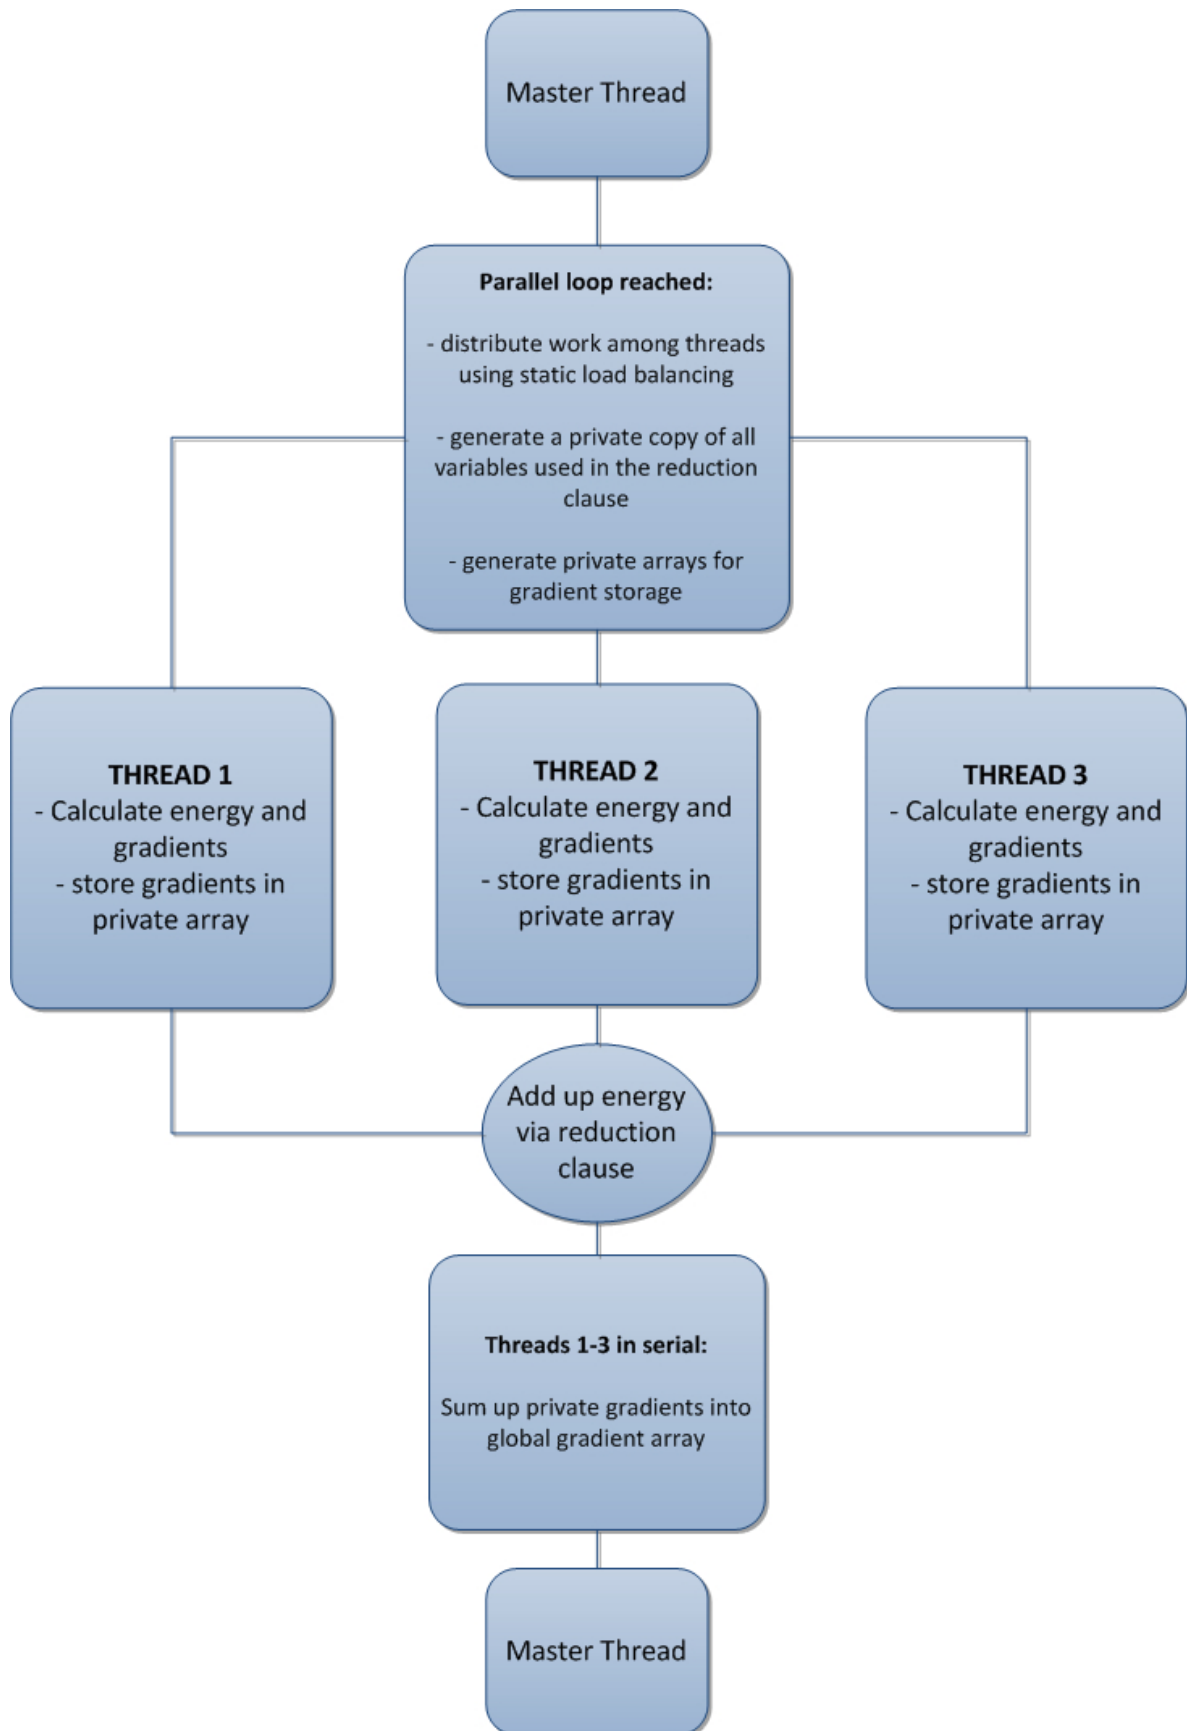 Master Thread
Parallel loop reached:
- distribute work among threads
using static load balancing
- generate a private copy of all
variables used in the reduction
clause
- generate private arrays for
gradient storage
THREAD 1
- Calculate energy and
gradients
- store gradients in
private array
THREAD 2
- Calculate energy and
gradients
- store gradients in
private array
THREAD 3
- Calculate energy and
gradients
- store gradients in
private array
Add up energy
via reduction
clause
Threads 1-3 in serial:
Sum up private gradients into
global gradient array
Master Thread